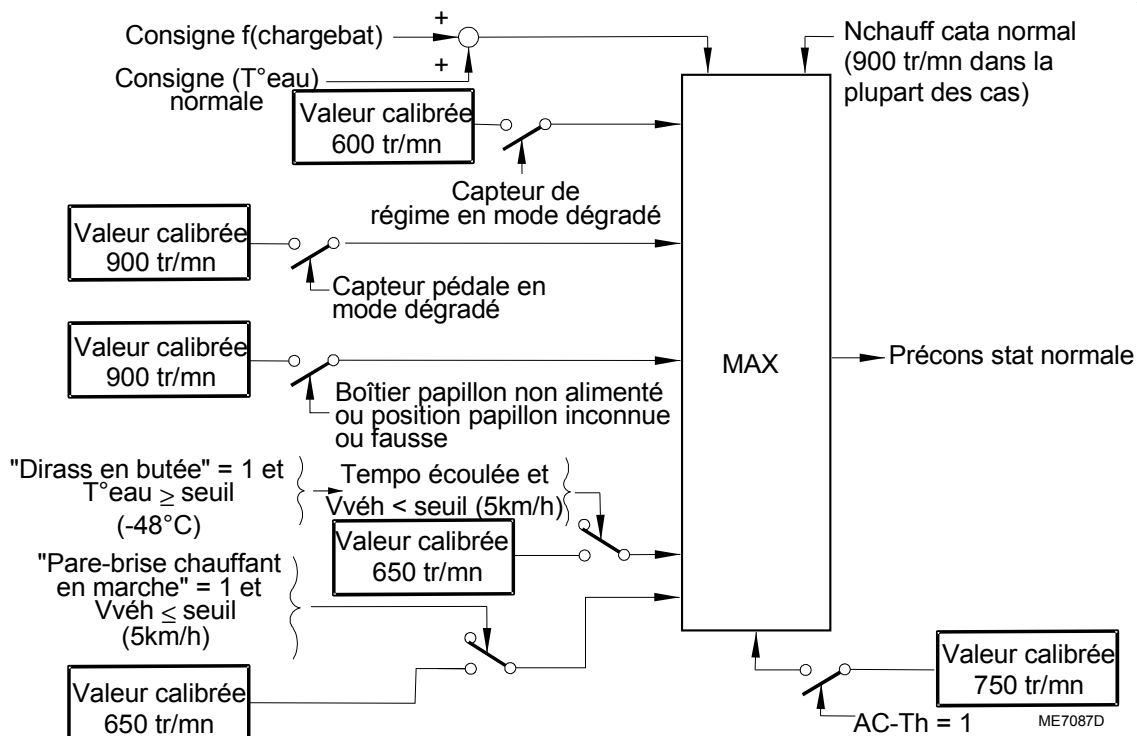 +
Consigne f(chargebat)
+
Consigne (T°eau)
normale
Nchauff cata normal
(900 tr/mn dans la
plupart des cas)
Valeur calibrée
600 tr/mn
Capteur de
régime en mode dégradé
Valeur calibrée
900 tr/mn
Capteur pédale en
mode dégradé
Valeur calibrée
900 tr/mn
MAX
Précons stat normale
Boîtier papillon non alimenté
ou position papillon inconnue
ou fausse
"Dirass en butée" = 1 et
T°eau ≥ seuil
(-48°C)
Tempo écoulée et
Vvéh < seuil (5km/h)
Valeur calibrée
650 tr/mn
"Pare-brise chauffant
en marche" = 1 et
Vvéh ≤ seuil
(5km/h)
Valeur calibrée
650 tr/mn
Valeur calibrée
750 tr/mn
AC-Th = 1
ME7087D